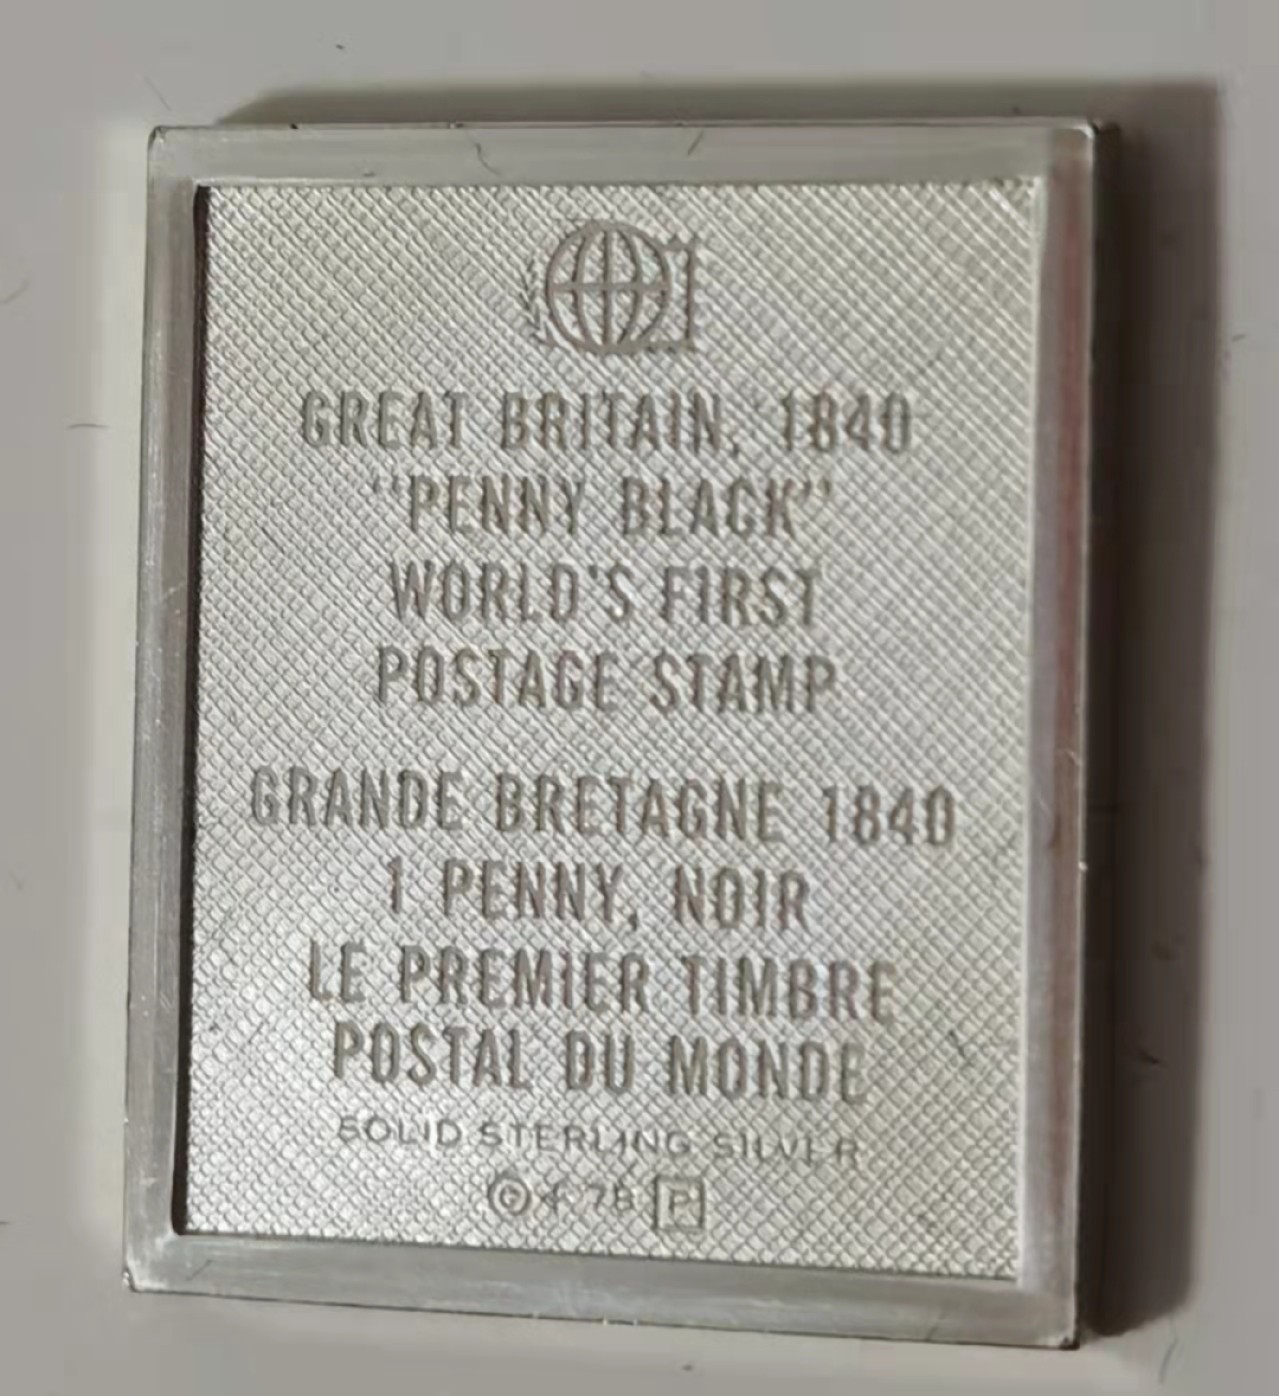 GREAT BRITAIN, 1840
"PENNY BLACK"
WORLD'S FIRST
POSTAGE STAMP
GRANDE BRETAGNE 1840
1 PENNY, NOIR
LE PREMIER TIMBRE
POSTAL DU MONDE
SOLID STERLING SILVER
© 78 P